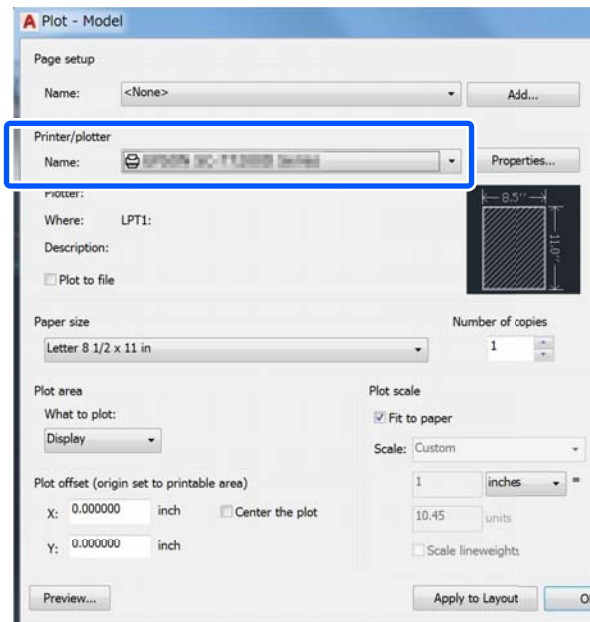 Plot - Model
Page setup
Name: <None> Add...
Printer/plotter
Name: Properties...
Plotter:
Where: LPT1:
Description:
Plot to file
8.5''
11.0''
Paper size
Letter 8 1/2 x 11 in
Number of copies
1
Plot area
What to plot:
Display
Plot scale
Fit to paper
Scale: Custom
1 inches =
10.45 units
Scale lineweights
Plot offset (origin set to printable area)
X: 0.000000 inch Center the plot
Y: 0.000000 inch
Preview... Apply to Layout